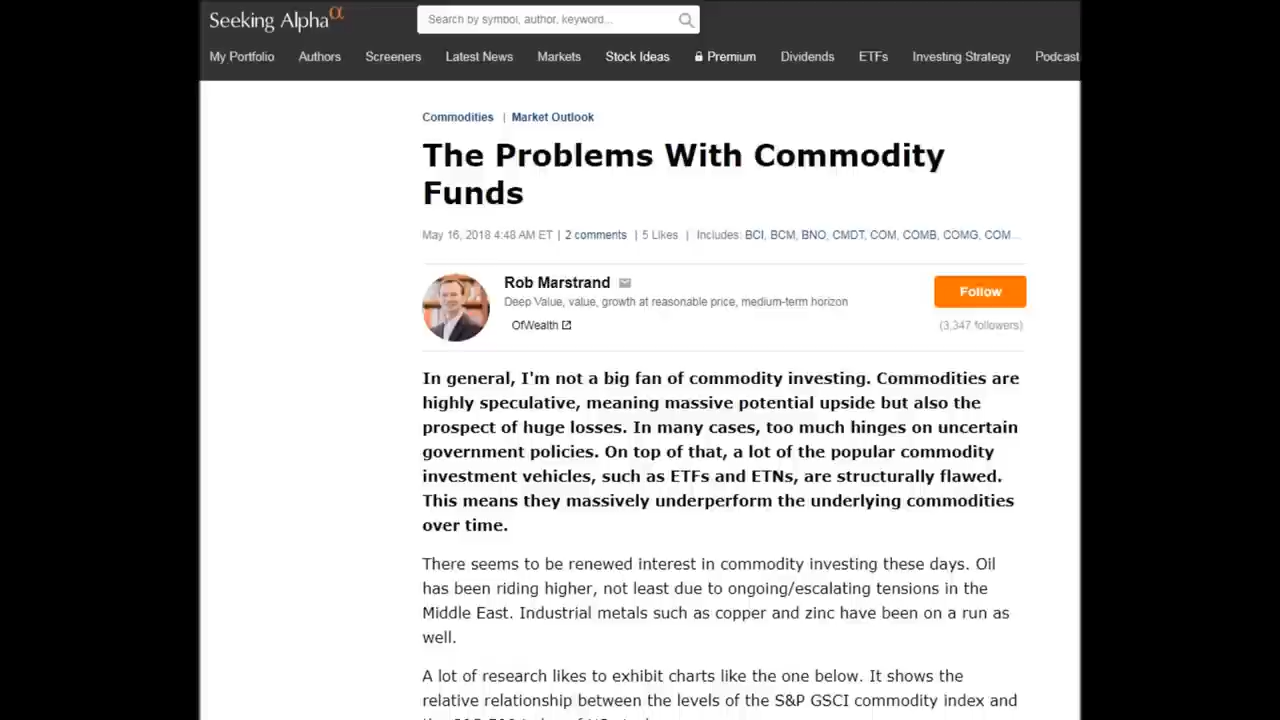 Seeking Alpha α
Search by symbol, author, keyword...
My Portfolio Authors Screeners Latest News Markets Stock Ideas Premium Dividends ETFs Investing Strategy Podcast
Commodities | Market Outlook
The Problems With Commodity
Funds
May 16, 2018 4:48 AM ET | 2 comments | 5 Likes | Includes: BCI, BCM, BNO, CMDT, COM, COMB, COMG, COM...
Rob Marstrand
Follow
Deep Value, value, growth at reasonable price, medium-term horizon
OfWealth
(3,347 followers)
In general, I'm not a big fan of commodity investing. Commodities are
highly speculative, meaning massive potential upside but also the
prospect of huge losses. In many cases, too much hinges on uncertain
government policies. On top of that, a lot of the popular commodity
investment vehicles, such as ETFs and ETNs, are structurally flawed.
This means they massively underperform the underlying commodities
over time.
There seems to be renewed interest in commodity investing these days. Oil
has been riding higher, not least due to ongoing/escalating tensions in the
Middle East. Industrial metals such as copper and zinc have been on a run as
well.
A lot of research likes to exhibit charts like the one below. It shows the
relative relationship between the levels of the S&P GSCI commodity index and